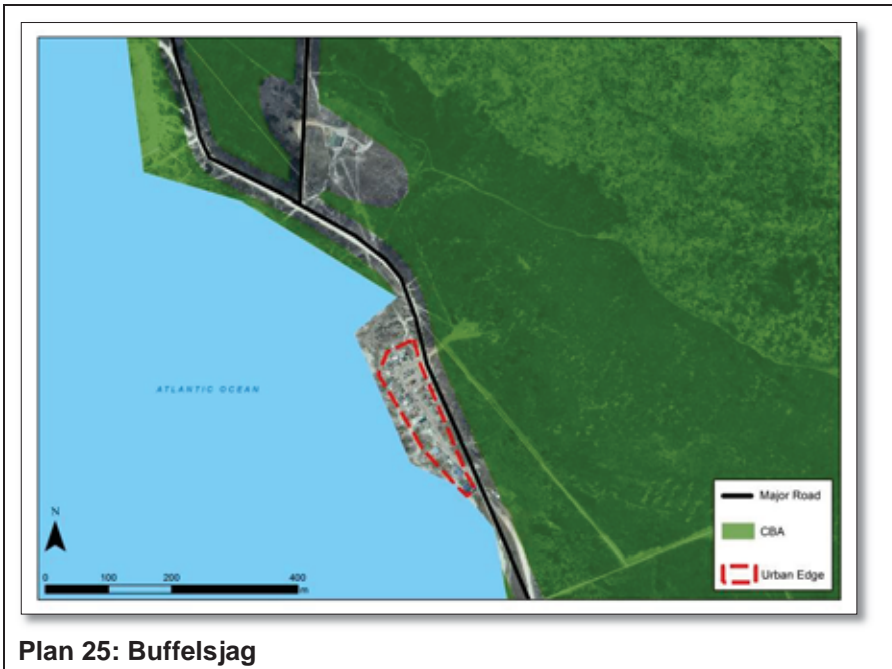 ATLANTIC OCEAN
N
0 100 200 400
m
Major Road
CBA
Urban Edge
Plan 25: Buffelsjag